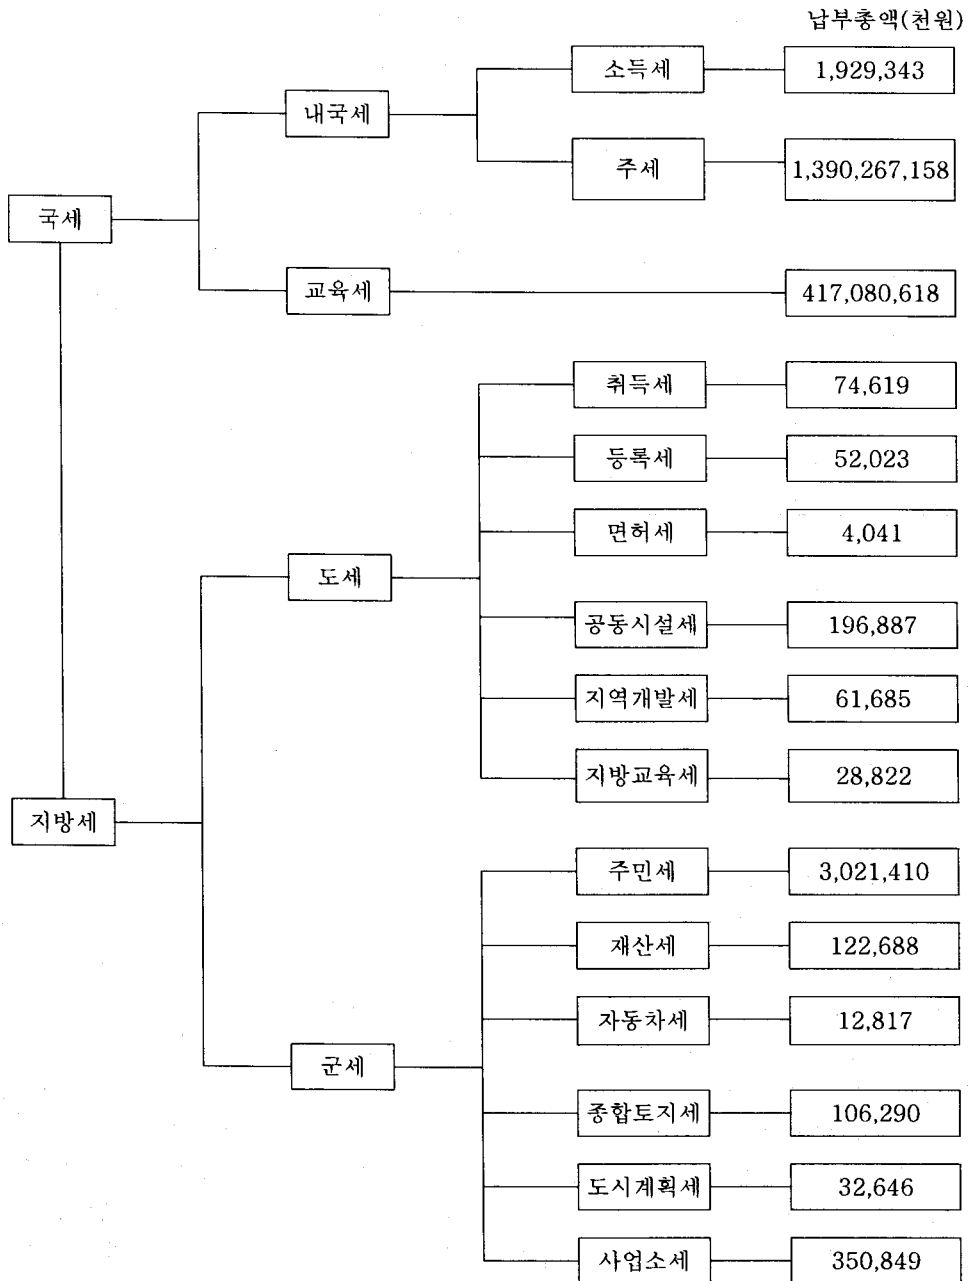 납부총액(천원)
소득세 1,929,343
내국세
주세 1,390,267,158
국세
교육세 417,080,618
취득세 74,619
등록세 52,023
면허세 4,041
도세
공동시설세 196,887
지역개발세 61,685
지방교육세 28,822
지방세
주민세 3,021,410
재산세 122,688
자동차세 12,817
군세
종합토지세 106,290
도시계획세 32,646
사업소세 350,849